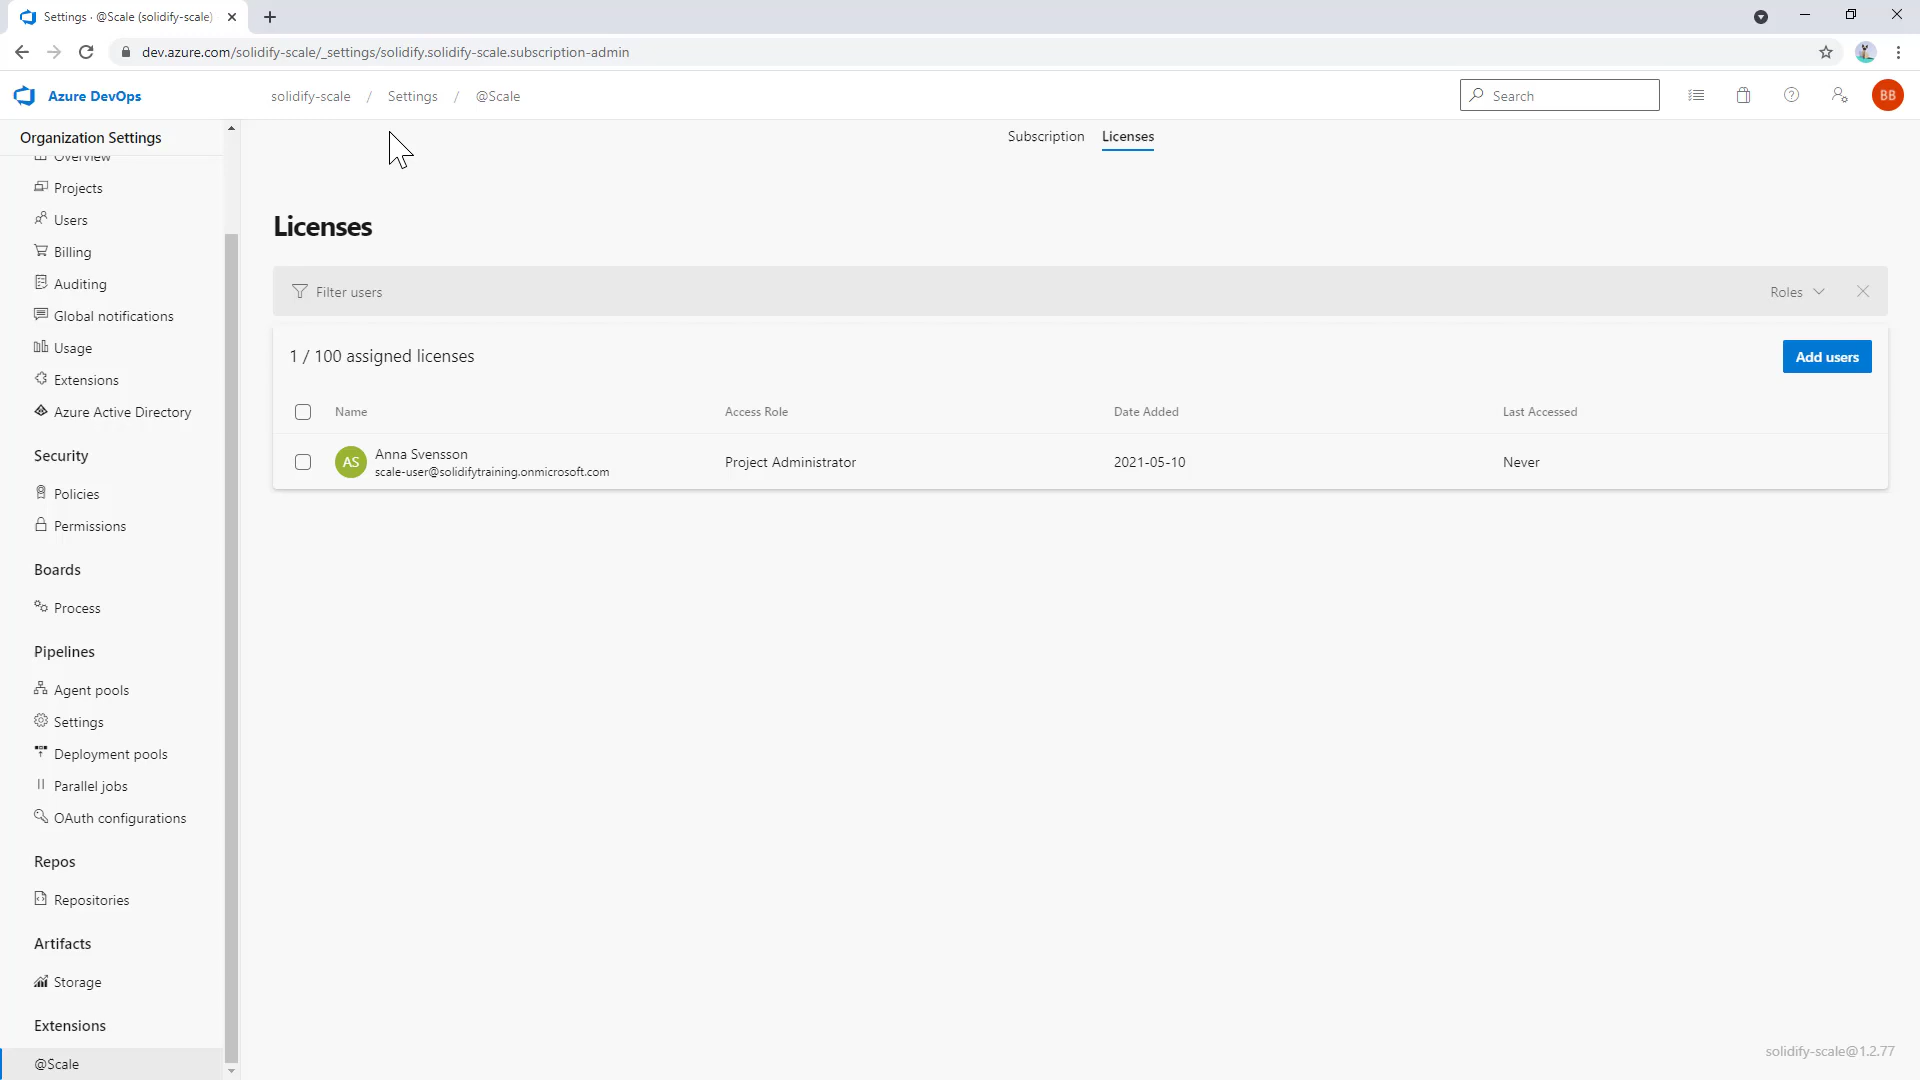 Settings · @Scale (solidify-scale)
dev.azure.com/solidify-scale/_settings/solidify.solidify-scale.subscription-admin
Azure DevOps
solidify-scale / Settings / @Scale
Search
BB
Organization Settings
Overview
Projects
Users
Billing
Auditing
Global notifications
Usage
Extensions
Azure Active Directory
Security
Policies
Permissions
Boards
Process
Pipelines
Agent pools
Settings
Deployment pools
Parallel jobs
OAuth configurations
Repos
Repositories
Artifacts
Storage
Extensions
@Scale
Subscription Licenses
Licenses
Filter users
Roles
1 / 100 assigned licenses
Add users
Name Access Role Date Added Last Accessed
AS
Anna Svensson
scale-user@solidifytraining.onmicrosoft.com
Project Administrator 2021-05-10 Never
solidify-scale@1.2.77